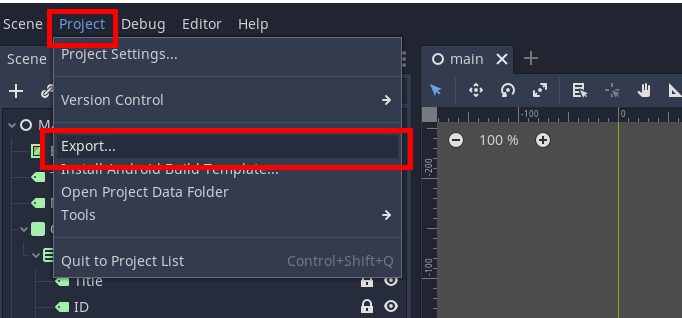 Scene Project Debug Editor Help
Scene
Project Settings...
main
Version Control
-100
0
100 %
Export...
Install Android Build Template...
-200
Open Project Data Folder
Tools
Quit to Project List Control+Shift+Q
-100
Title
ID